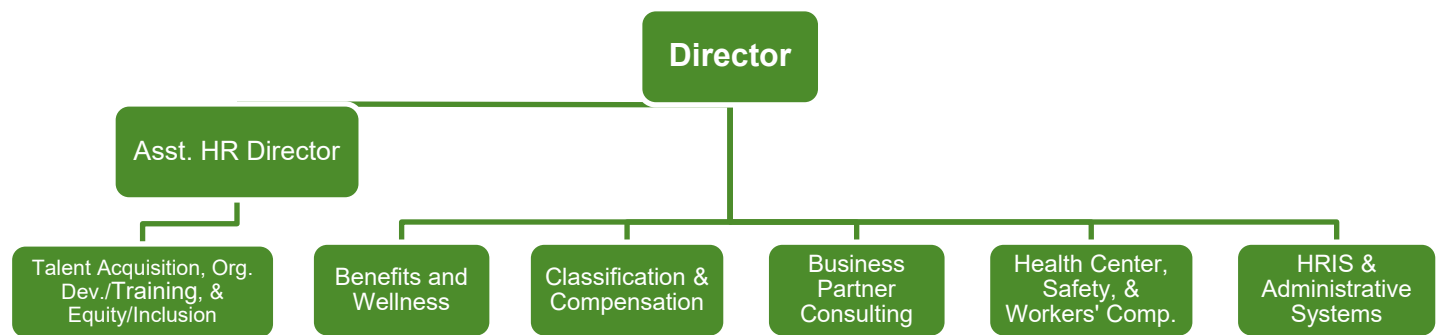 Director
Asst. HR Director
Talent Acquisition, Org.
Dev./Training, &
Equity/Inclusion
Benefits and
Wellness
Classification &
Compensation
Business
Partner
Consulting
Health Center,
Safety, &
Workers' Comp.
HRIS &
Administrative
Systems